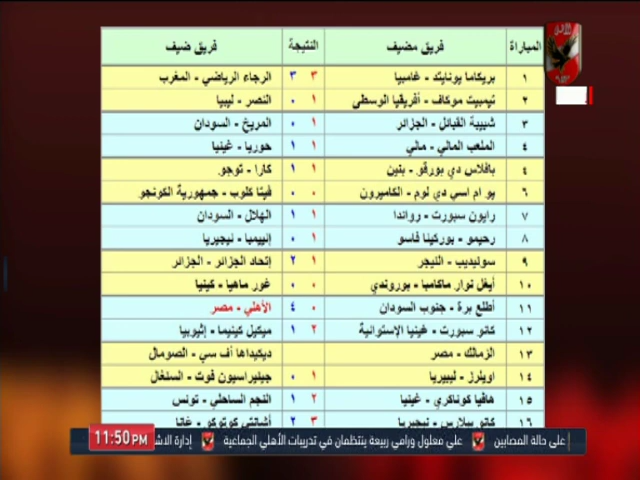 المباراة فريق مضيف النتيجة فريق ضيف
١ بريكاما يونايتد - غامبيا ٣ ٣ الرجاء الرياضي - المغرب
٢ تيمبيت موكاف - أفريقيا الوسطي ١ ٠ النصر - ليبيا
٣ شبيبة القبائل - الجزائر ١ ٠ المريخ - السودان
٤ الملعب المالي - مالي ١ ١ حوريا - غينيا
٤ بافلاس دي بورقو - بنين ١ ١ كارا - توجو
٦ يو ام اسي دي لوم - الكاميرون ٠ ٠ فيتا كلوب - جمهورية الكونجو
٧ رايون سبورت - رواندا ١ ١ الهلال - السودان
٨ رحيمو - بوركينا فاسو ١ ٠ إنييمبا - نيجيريا
٩ سونيديب - النيجر ١ ٢ إتحاد الجزائر - الجزائر
١٠ أيغل نوار ماكامبا - بوروندي ٠ ٠ غور ماهيا - كينيا
١١ أطلع برة - جنوب السودان ٠ ٤ الأهلي - مصر
١٢ كانو سبورت - غينيا الإستوائية ٢ ١ ميكيل كينيما - إثيوبيا
١٣ الزمالك - مصر ديكيداها أف سي - الصومال
١٤ اويلرز - ليبيريا ١ ٠ جينيراسيون فوت - السنغال
١٥ هافيا كوناكري - غينيا ١ ٢ النجم الساحلي - تونس
١٦ كانو بيلارس - نيجيريا ٣ ٢ أشانتي كوتوكو - غانا
على حالة المصابين علي معلول ورامي ربيعة ينتظمان في تدريبات الأهلي الجماعية إدارة الاش
11:50 PM